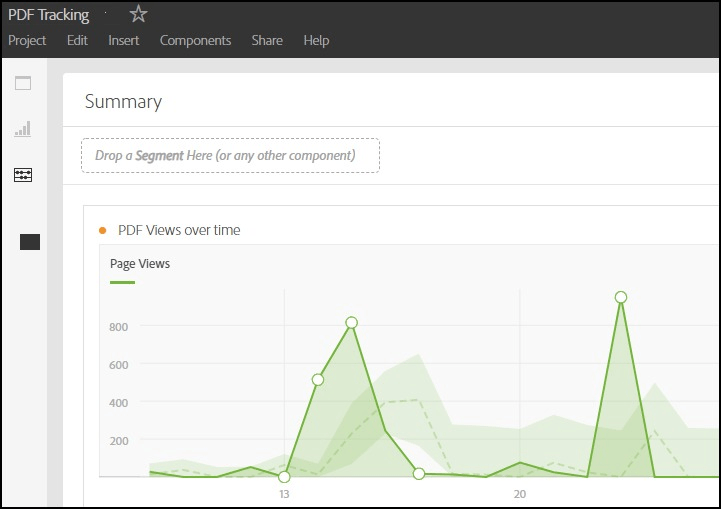 PDF Tracking
Project Edit Insert Components Share Help
Summary
Drop a Segment Here (or any other component)
PDF Views over time
Page Views
800
600
400
200
13 20